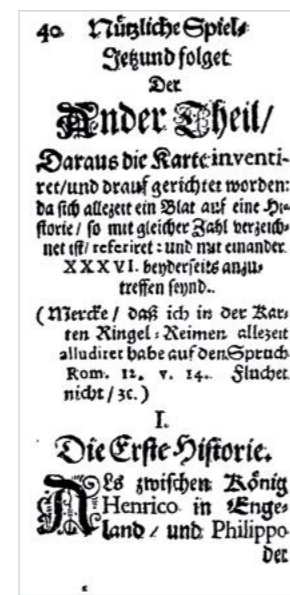 40 Nützliche Spiel-
Jetzund folget
Der
Ander Theil/
Daraus die Karte inventi-
ret/und drauf gerichtet worden:
da sich allezeit ein Blat auf eine Hi-
storie/ so mit gleicher Zahl verzeich-
net ist/ referiret: und mit einander
XXXVI. beyderseits anzu-
treffen seynd.
(Mercke/ daß ich in der Kar-
ten Ringel-Reimen allezeit
alludiret habe auf den Spruch
Rom. 12. v. 14. Fluchet
nicht/ ꝛc.)
I.
Die Erste Historie.
Als zwischen König
Henrico in Enge-
land/ und Philippo
der